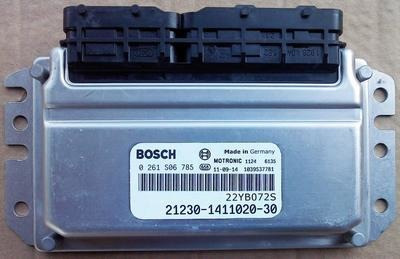 BOSCH
Made in Germany
MOTRONIC 1124 6135
0 261 S06 785 11-09-14 1039S37781
22YB072S
21230-1411020-30